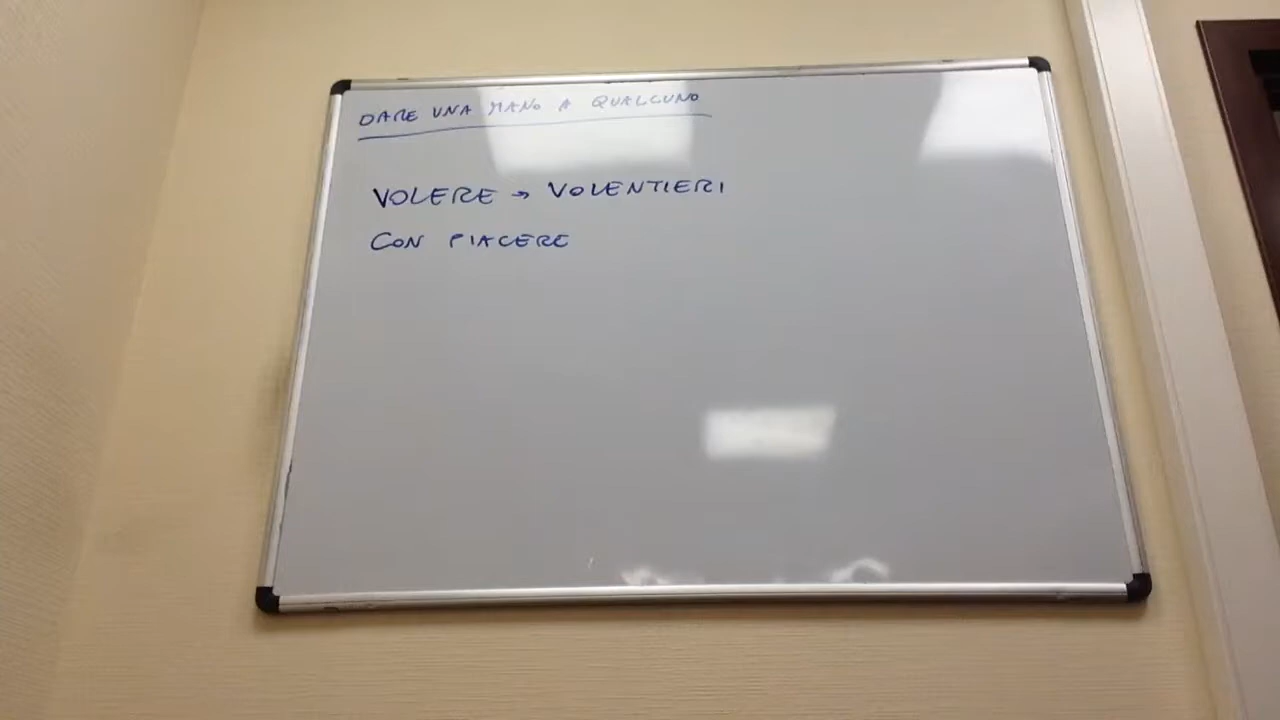 DARE UNA MANO A QUALCUNO
VOLERE → VOLENTIERI
CON PIACERE